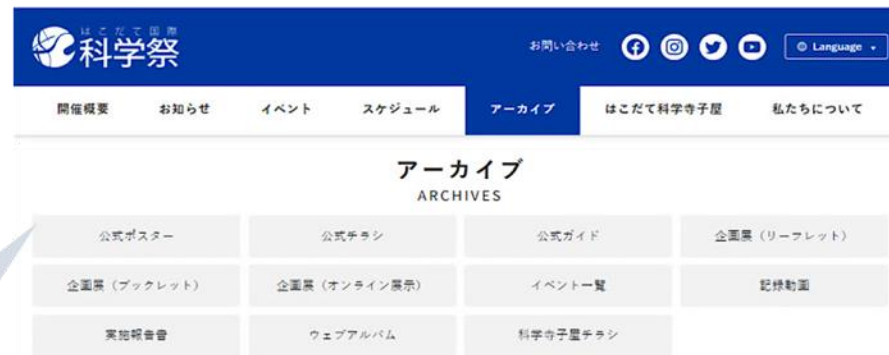 はこだて国際
科学祭
お問い合わせ
Language
開催概要 お知らせ イベント スケジュール アーカイブ はこだて科学寺子屋 私たちについて
アーカイブ
ARCHIVES
公式ポスター 公式チラシ 公式ガイド 企画展（リーフレット）
企画展（ブックレット） 企画展（オンライン展示） イベント一覧 記録動画
実施報告書 ウェブアルバム 科学寺子屋チラシ